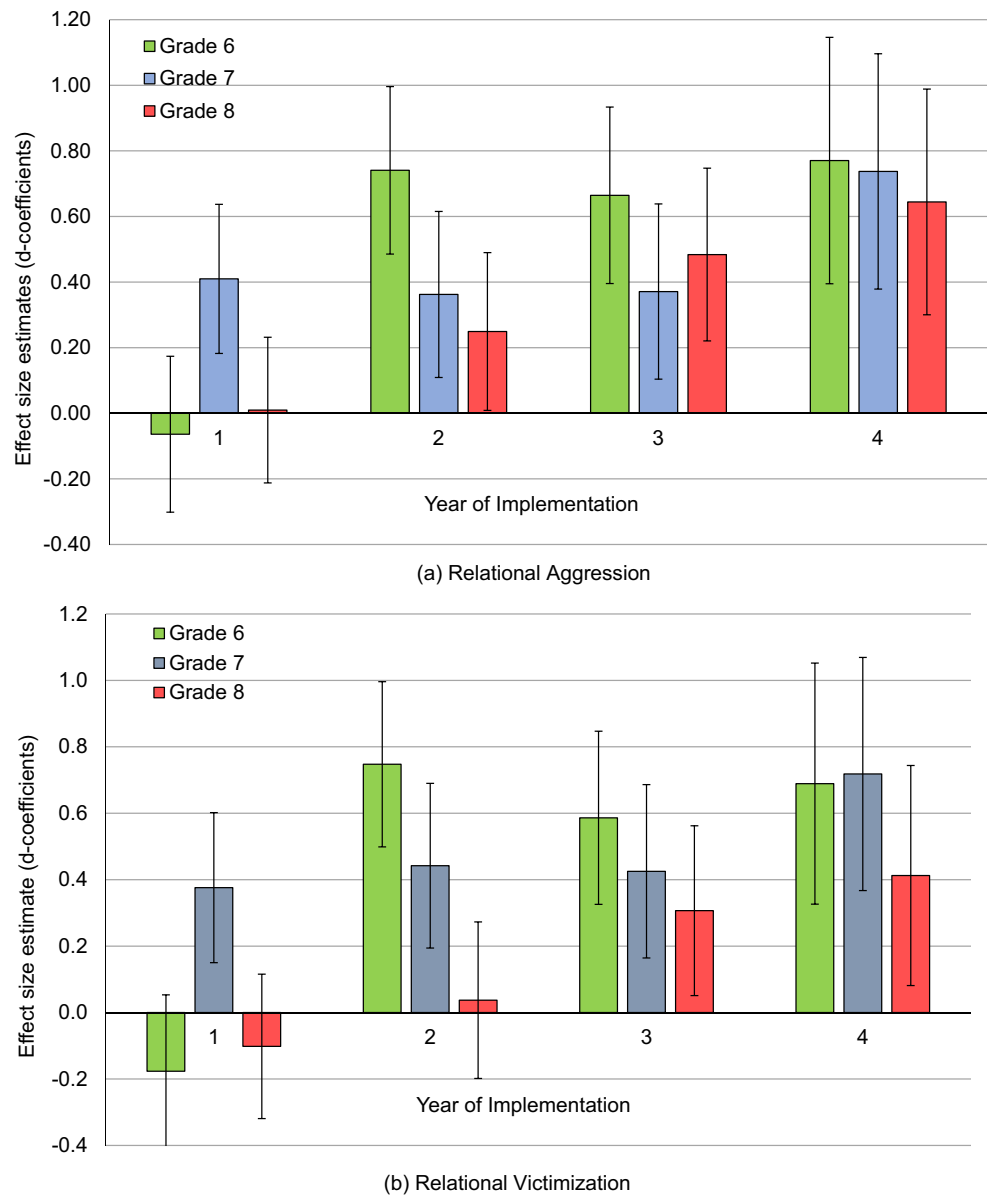 1.20
1.00
0.80
0.60
0.40
0.20
0.00
-0.20
-0.40
Effect size estimates (d-coefficients)
Grade 6
Grade 7
Grade 8
1 2 3 4
Year of Implementation
(a) Relational Aggression
1.2
1.0
0.8
0.6
0.4
0.2
0.0
-0.2
-0.4
Effect size estimate (d-coefficients)
Grade 6
Grade 7
Grade 8
1 2 3 4
Year of Implementation
(b) Relational Victimization